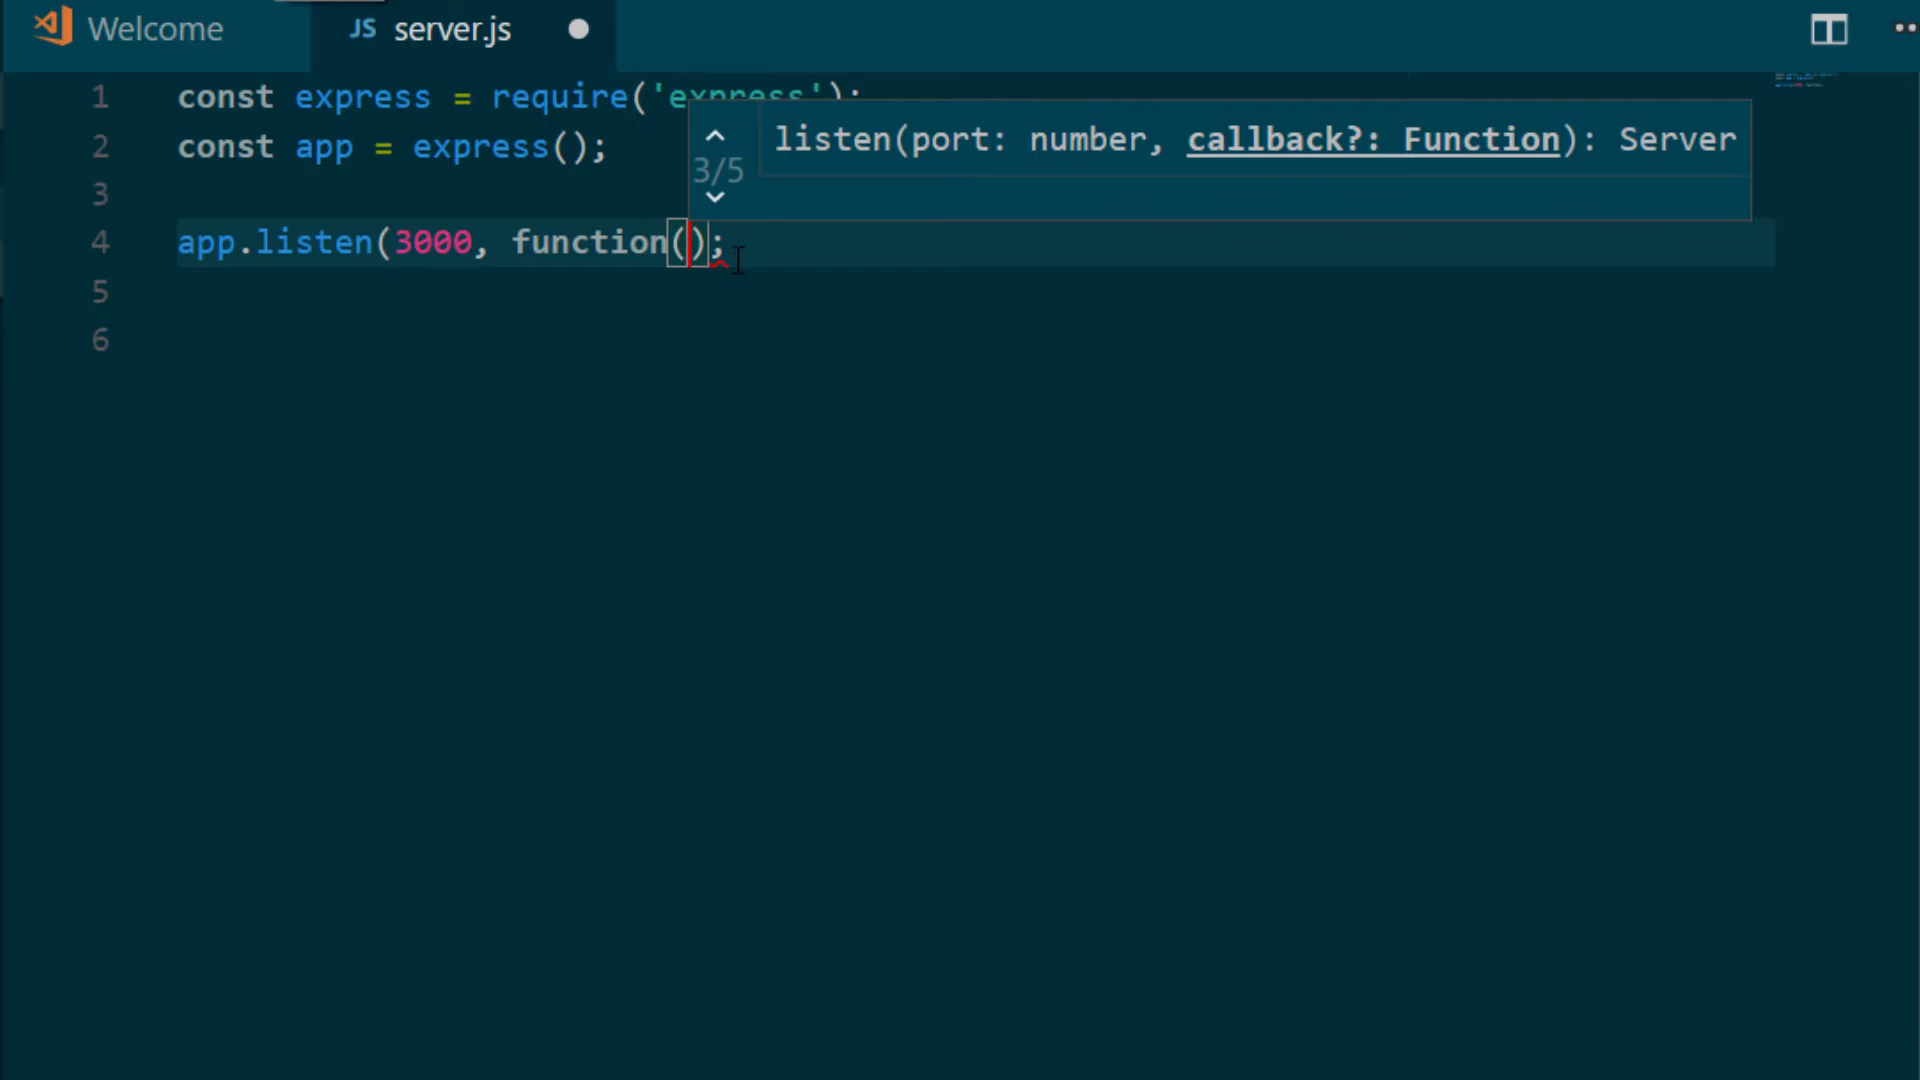 Welcome
JS server.js
1 const express = require('express');
2 const app = express();
listen(port: number, callback?: Function): Server
3/5
3
4 app.listen(3000, function();
5
6